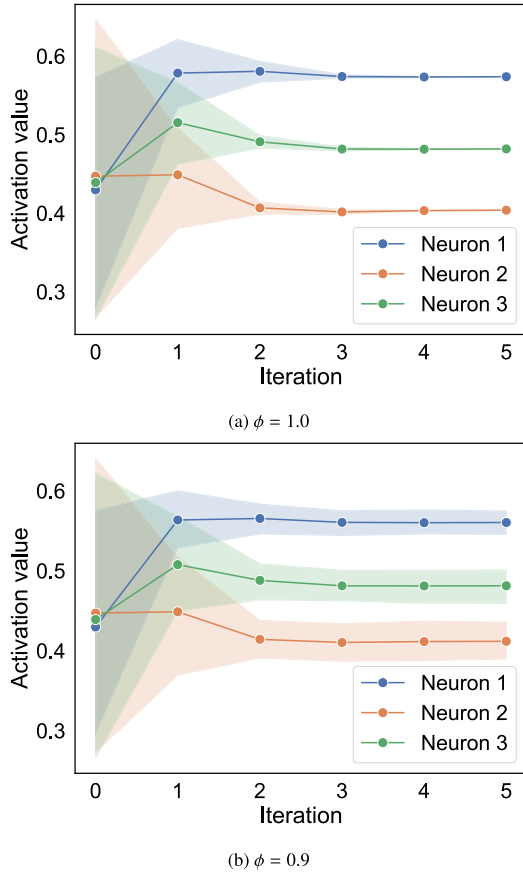 Activation value
0.6
0.5
0.4
0.3
Neuron 1
Neuron 2
Neuron 3
0 1 2 3 4 5
Iteration
(a) ϕ = 1.0
Activation value
0.6
0.5
0.4
0.3
Neuron 1
Neuron 2
Neuron 3
0 1 2 3 4 5
Iteration
(b) ϕ = 0.9